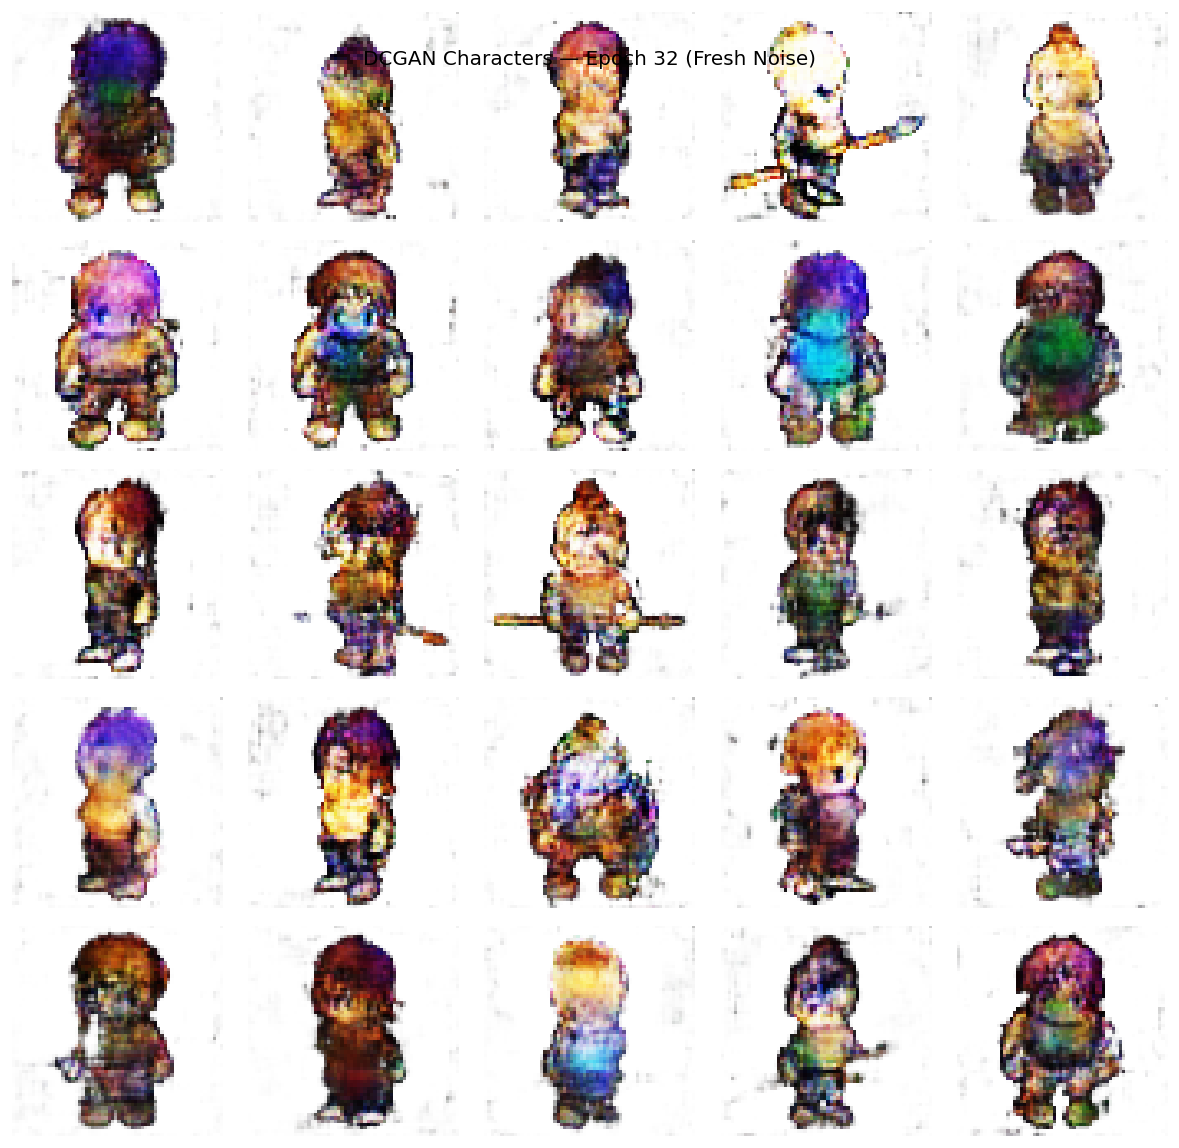 DCGAN Characters — Epoch 32 (Fresh Noise)